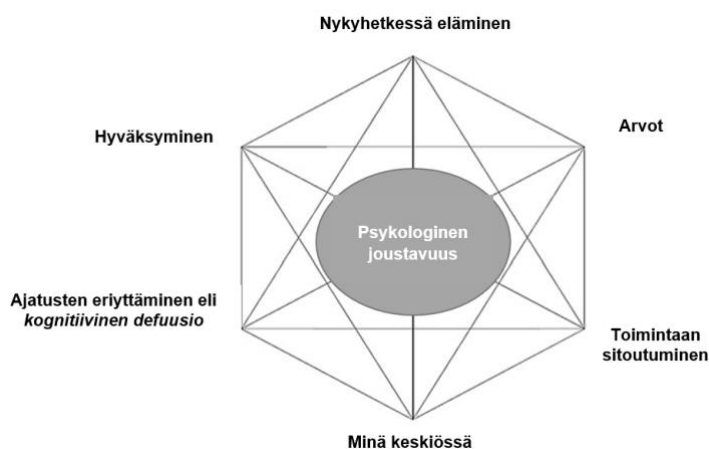 Nykyhetkessä eläminen
Hyväksyminen
Arvot
Psykologinen
joustavuus
Ajatusten eriyttäminen eli
kognitiivinen defuusio
Toimintaan
sitoutuminen
Minä keskiössä